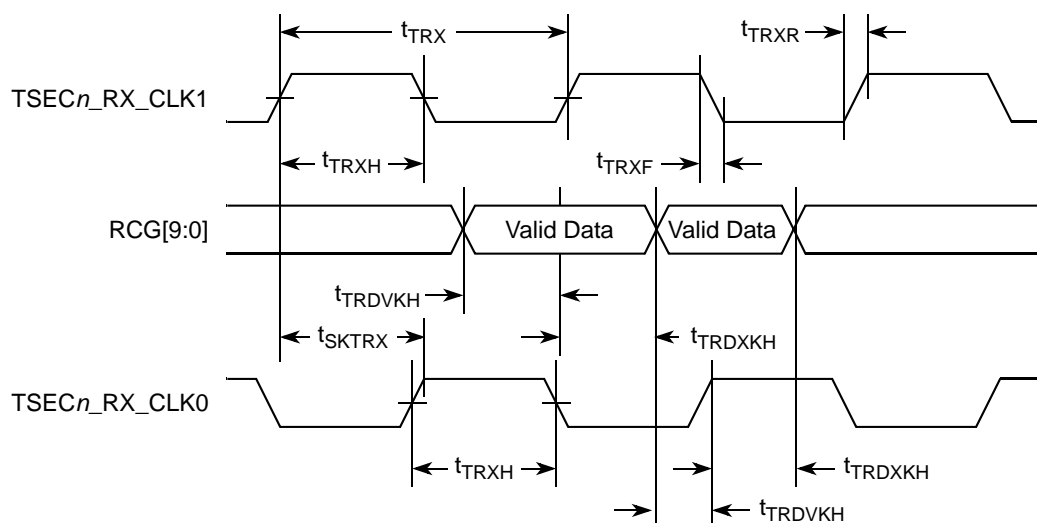 tTRX
tTRXR
TSECn_RX_CLK1
tTRXH
tTRXF
RCG[9:0]
Valid Data
Valid Data
tTRDVKH
tSKTRX
tTRDXKH
TSECn_RX_CLK0
tTRXH
tTRDXKH
tTRDVKH